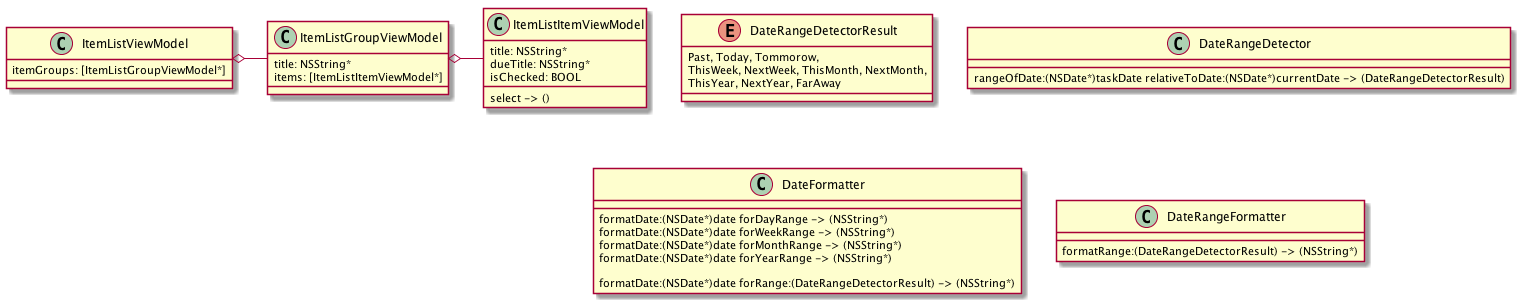 C ItemListViewModel
itemGroups: [ItemListGroupViewModel*]
C ItemListGroupViewModel
title: NSString*
items: [ItemListItemViewModel*]
C ItemListItemViewModel
title: NSString*
dueTitle: NSString*
isChecked: BOOL
select -> ()
E DateRangeDetectorResult
Past, Today, Tommorow,
ThisWeek, NextWeek, ThisMonth, NextMonth,
ThisYear, NextYear, FarAway
C DateRangeDetector
rangeOfDate:(NSDate*)taskDate relativeToDate:(NSDate*)currentDate -> (DateRangeDetectorResult)
C DateFormatter
formatDate:(NSDate*)date forDayRange -> (NSString*)
formatDate:(NSDate*)date forWeekRange -> (NSString*)
formatDate:(NSDate*)date forMonthRange -> (NSString*)
formatDate:(NSDate*)date forYearRange -> (NSString*)
formatDate:(NSDate*)date forRange:(DateRangeDetectorResult) -> (NSString*)
C DateRangeFormatter
formatRange:(DateRangeDetectorResult) -> (NSString*)